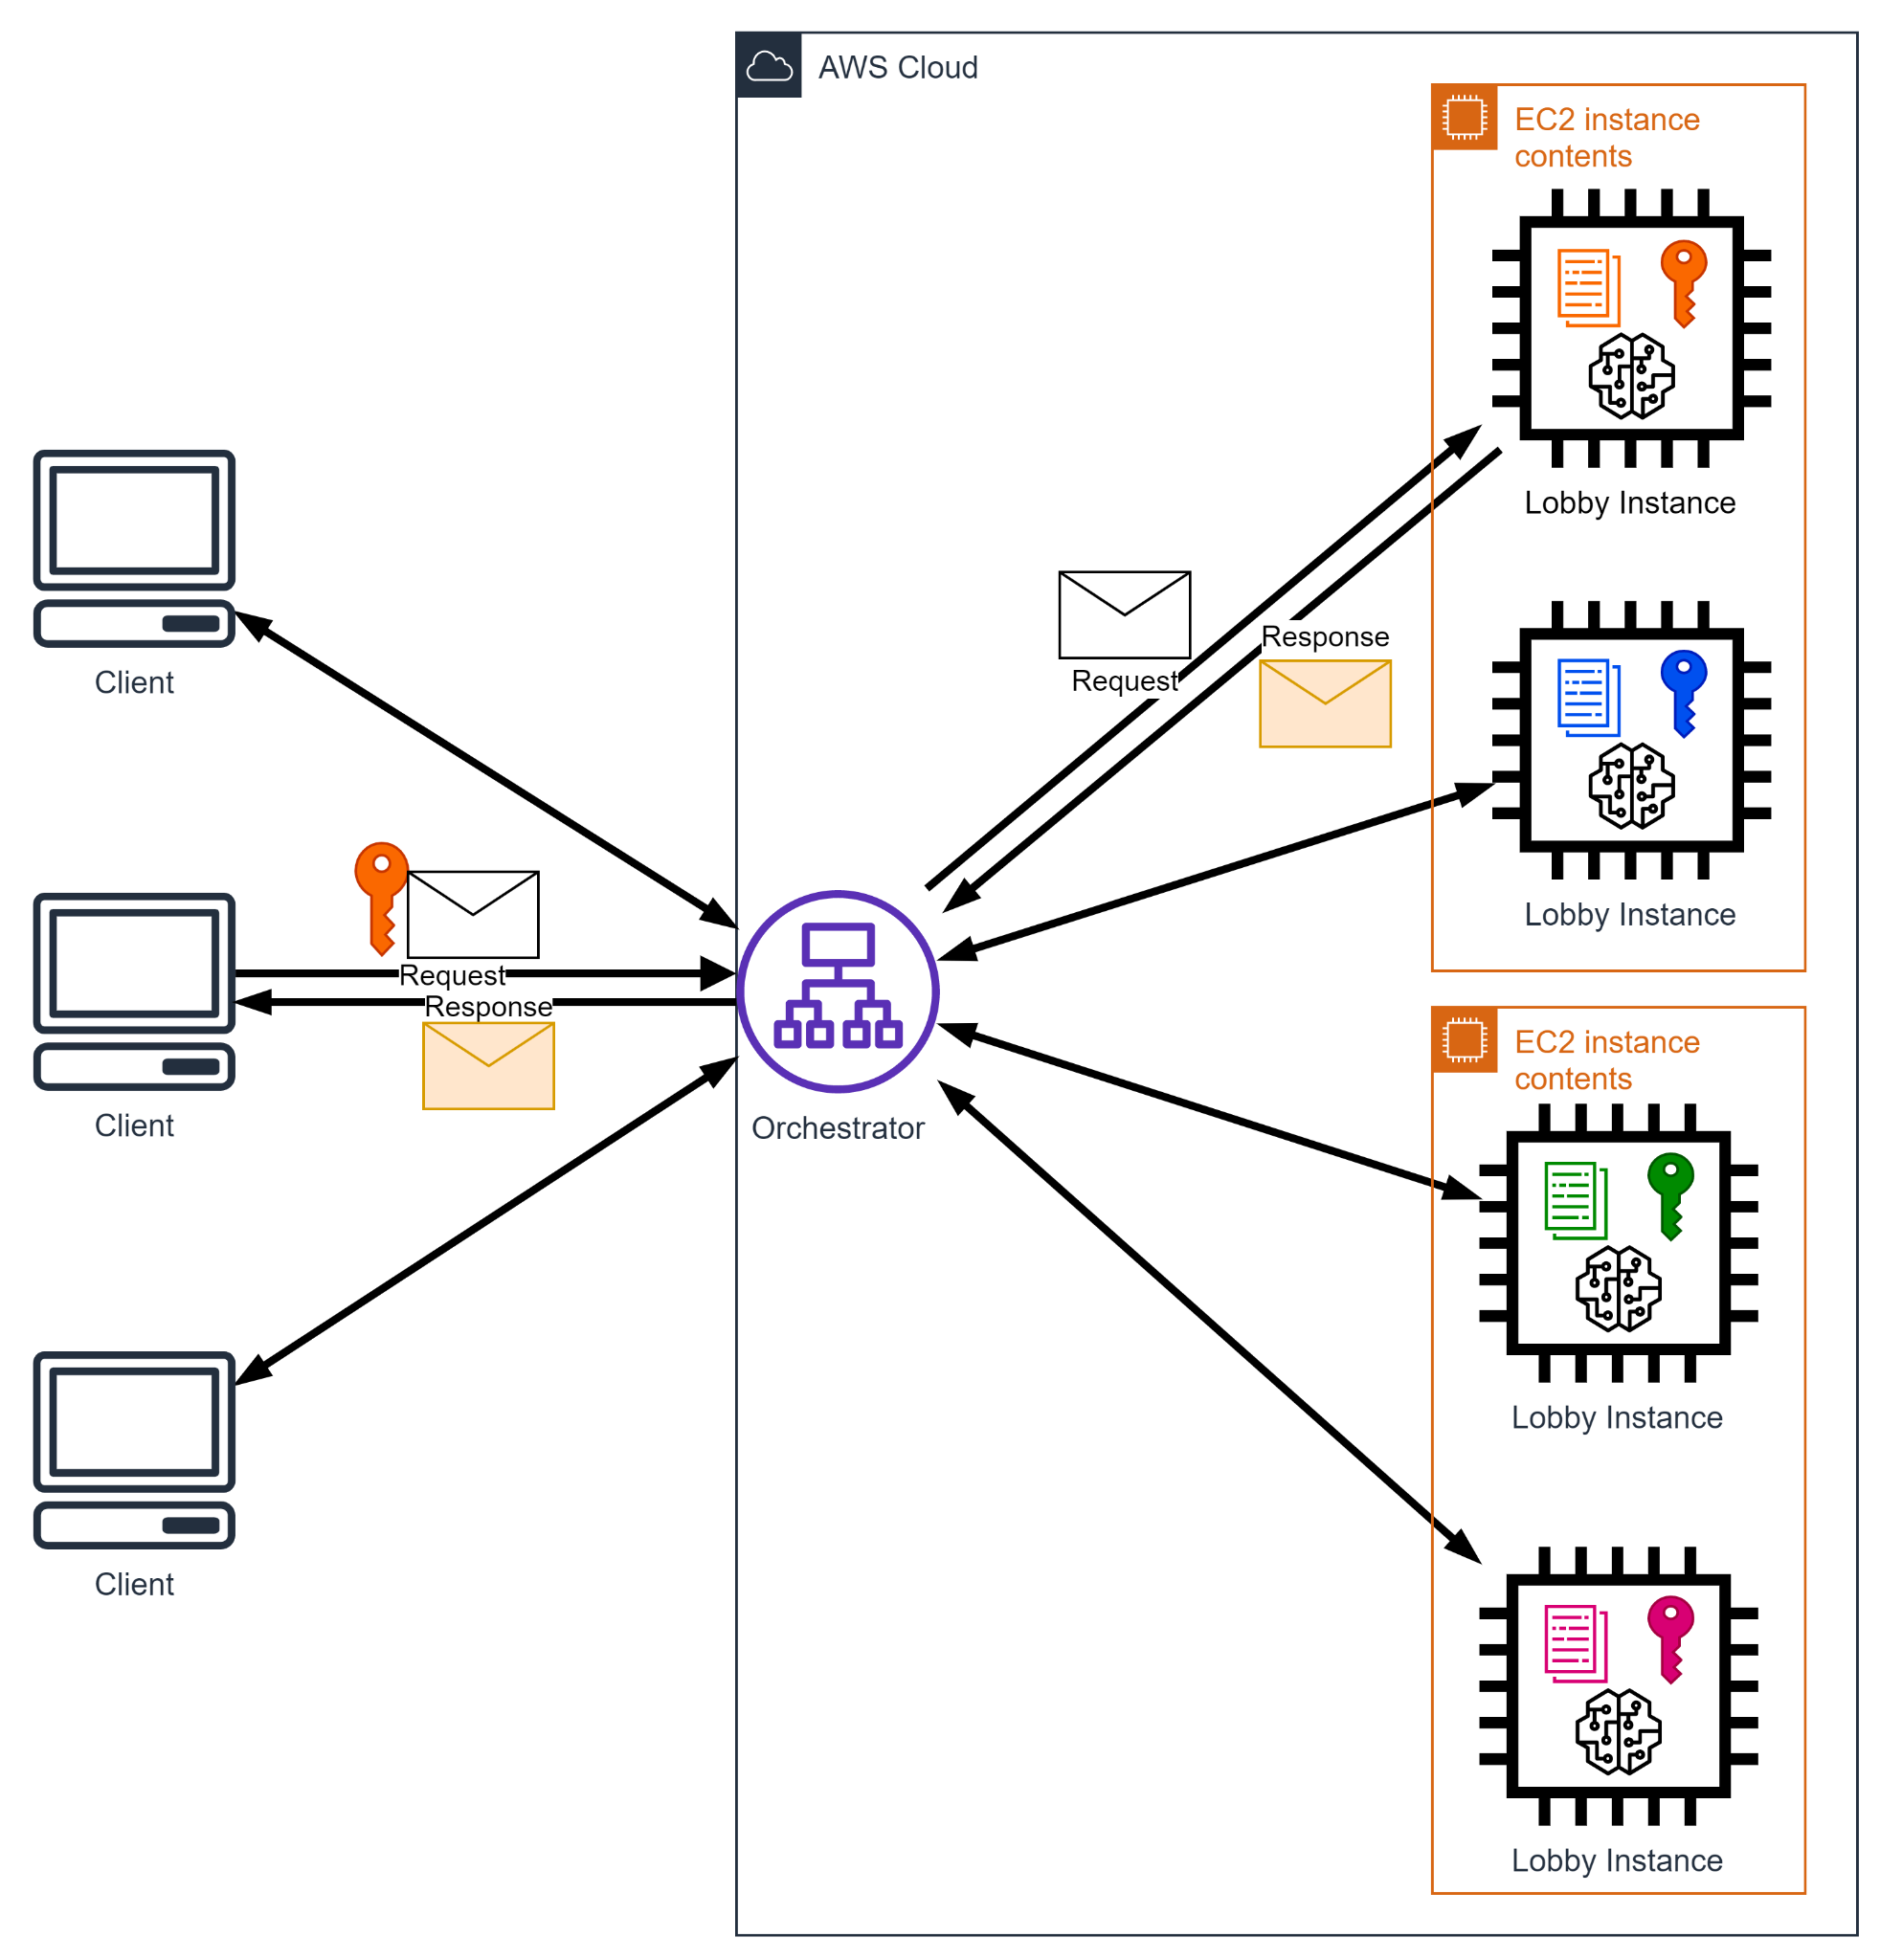 AWS Cloud
EC2 instance
contents
Lobby Instance
Response
Request
Client
Lobby Instance
Request
Response
EC2 instance
contents
Client
Orchestrator
Lobby Instance
Client
Lobby Instance